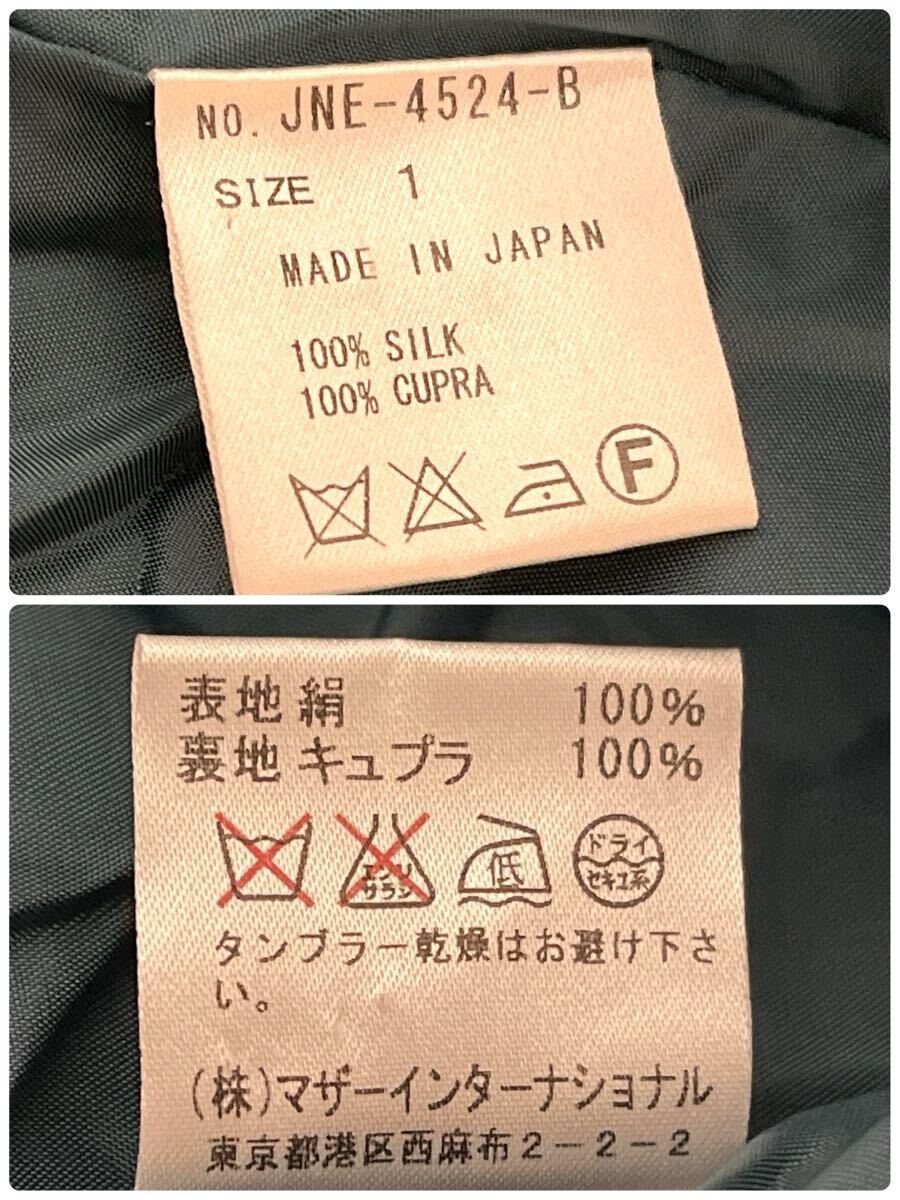 NO. JNE-4524-B
SIZE 1
MADE IN JAPAN
100% SILK
100% CUPRA
F
表地 絹 100%
裏地 キュプラ 100%
エンソ
サラシ
低
ドライ
セキユ系
タンブラー乾燥はお避け下さ
い。
(株)マザーインターナショナル
東京都港区西麻布2-2-2